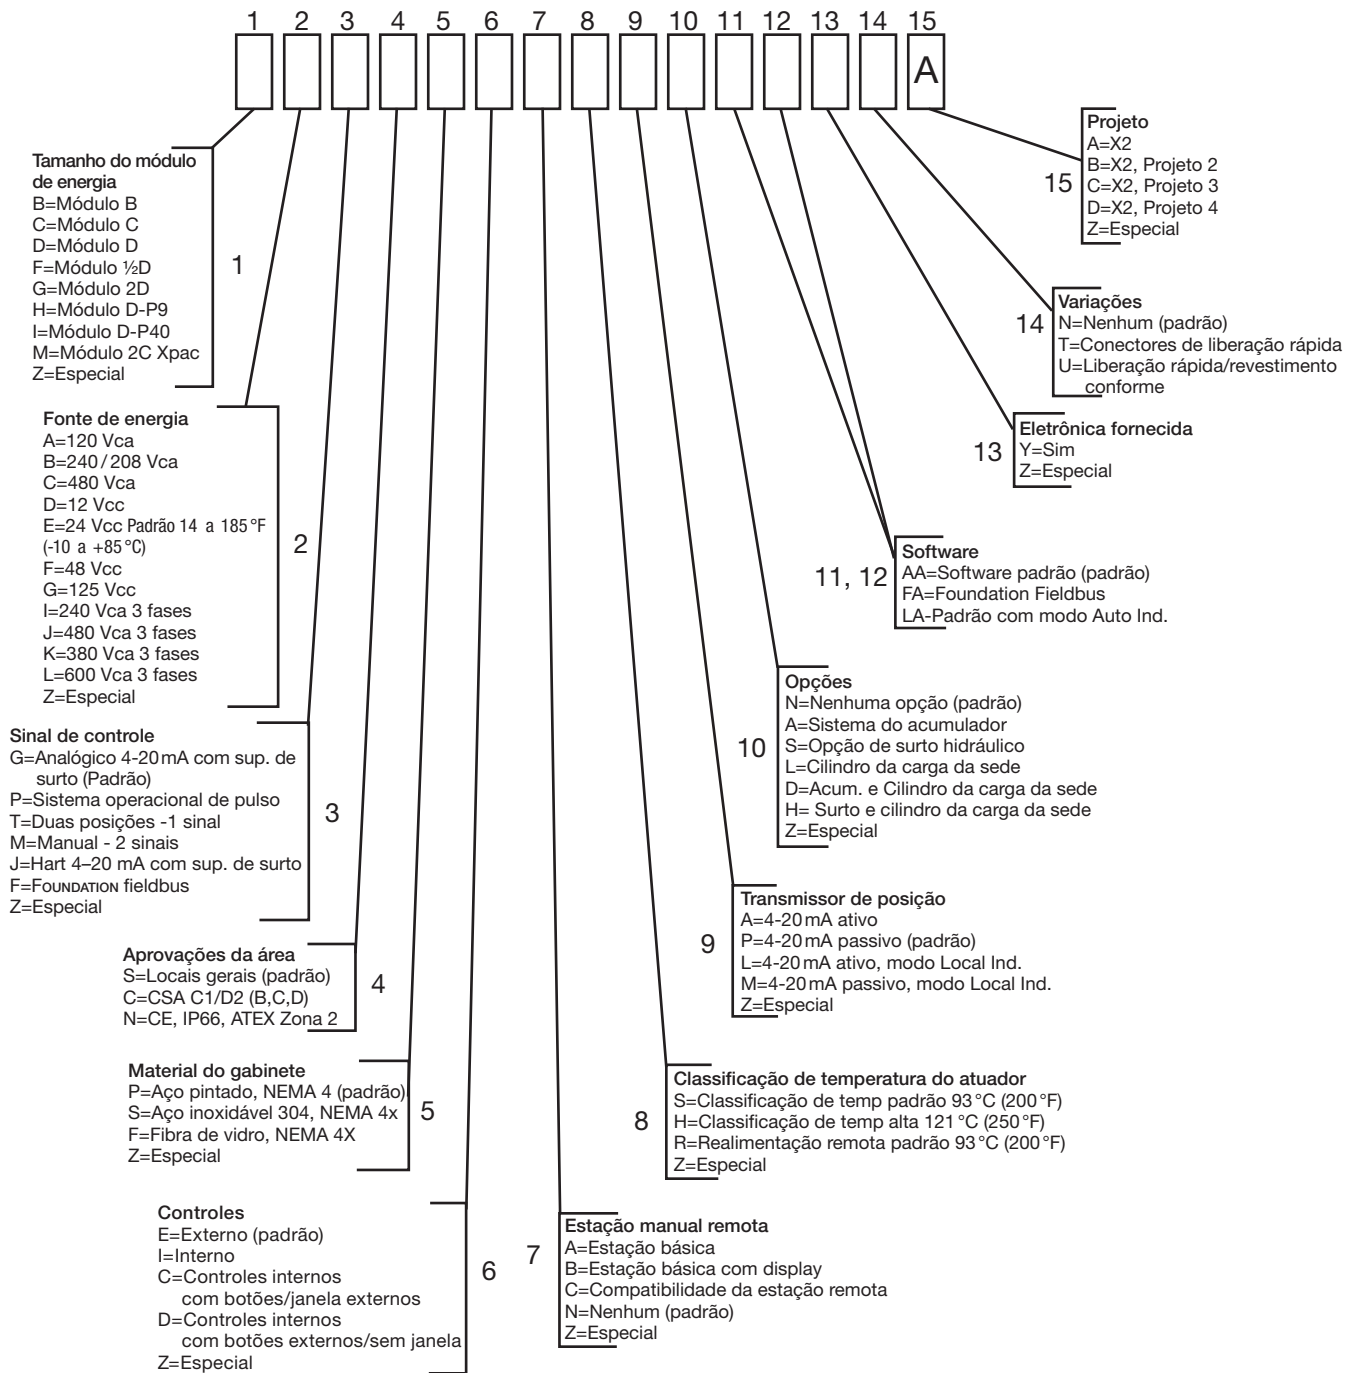 1 2 3 4 5 6 7 8 9 10 11 12 13 14 15
A
Tamanho do módulo
de energia
B=Módulo B
C=Módulo C
D=Módulo D
F=Módulo ½D
G=Módulo 2D
H=Módulo D-P9
I=Módulo D-P40
M=Módulo 2C Xpac
Z=Especial
1
Fonte de energia
A=120 Vca
B=240/208 Vca
C=480 Vca
D=12 Vcc
E=24 Vcc Padrão 14 a 185°F
(-10 a +85°C)
F=48 Vcc
G=125 Vcc
I=240 Vca 3 fases
J=480 Vca 3 fases
K=380 Vca 3 fases
L=600 Vca 3 fases
Z=Especial
2
Sinal de controle
G=Analógico 4-20mA com sup. de
surto (Padrão)
P=Sistema operacional de pulso
T=Duas posições -1 sinal
M=Manual - 2 sinais
J=Hart 4–20 mA com sup. de surto
F=FOUNDATION fieldbus
Z=Especial
3
Aprovações da área
S=Locais gerais (padrão)
C=CSA C1/D2 (B,C,D)
N=CE, IP66, ATEX Zona 2
4
Material do gabinete
P=Aço pintado, NEMA 4 (padrão)
S=Aço inoxidável 304, NEMA 4x
F=Fibra de vidro, NEMA 4X
Z=Especial
5
Controles
E=Externo (padrão)
I=Interno
C=Controles internos
com botões/janela externos
D=Controles internos
com botões externos/sem janela
Z=Especial
6
7
Estação manual remota
A=Estação básica
B=Estação básica com display
C=Compatibilidade da estação remota
N=Nenhum (padrão)
Z=Especial
8
Classificação de temperatura do atuador
S=Classificação de temp padrão 93°C (200°F)
H=Classificação de temp alta 121°C (250°F)
R=Realimentação remota padrão 93°C (200°F)
Z=Especial
9
Transmissor de posição
A=4-20mA ativo
P=4-20mA passivo (padrão)
L=4-20mA ativo, modo Local Ind.
M=4-20mA passivo, modo Local Ind.
Z=Especial
10
Opções
N=Nenhuma opção (padrão)
A=Sistema do acumulador
S=Opção de surto hidráulico
L=Cilindro da carga da sede
D=Acum. e Cilindro da carga da sede
H= Surto e cilindro da carga da sede
Z=Especial
11, 12
Software
AA=Software padrão (padrão)
FA=Foundation Fieldbus
LA-Padrão com modo Auto Ind.
13
Eletrônica fornecida
Y=Sim
Z=Especial
14
Variações
N=Nenhum (padrão)
T=Conectores de liberação rápida
U=Liberação rápida/revestimento
conforme
15
Projeto
A=X2
B=X2, Projeto 2
C=X2, Projeto 3
D=X2, Projeto 4
Z=Especial